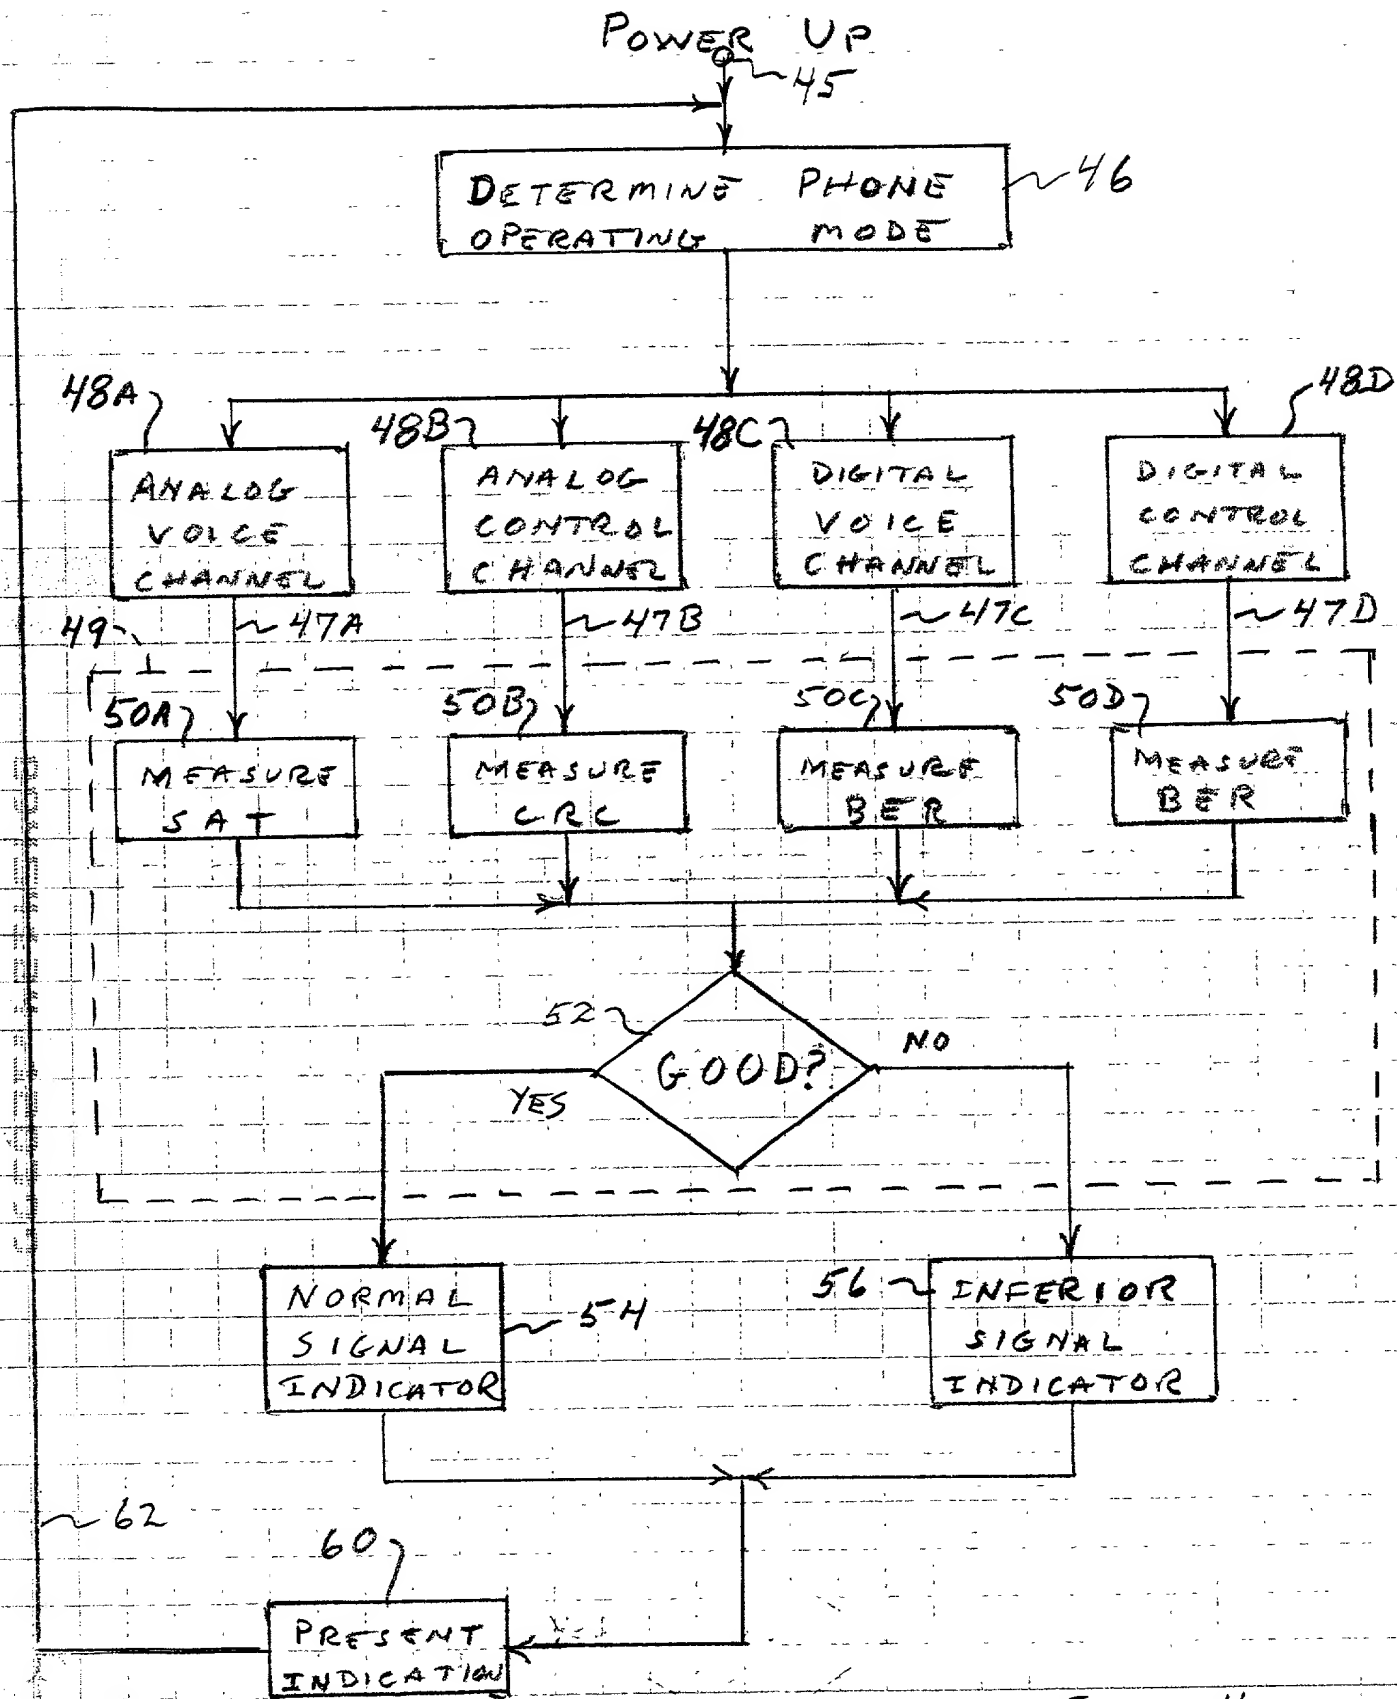 POWER UP
45
DETERMINE PHONE
OPERATING MODE
46
48A
48B
48C
48D
ANALOG
VOICE
CHANNEL
ANALOG
CONTROL
CHANNEL
DIGITAL
VOICE
CHANNEL
DIGITAL
CONTROL
CHANNEL
49
47A
47B
47C
47D
50A
50B
50C
50D
MEASURE
SAT
MEASURE
CRC
MEASURE
BER
MEASURE
BER
52
GOOD?
YES
NO
NORMAL
SIGNAL
INDICATOR
54
56
INFERIOR
SIGNAL
INDICATOR
62
60
PRESENT
INDICATION